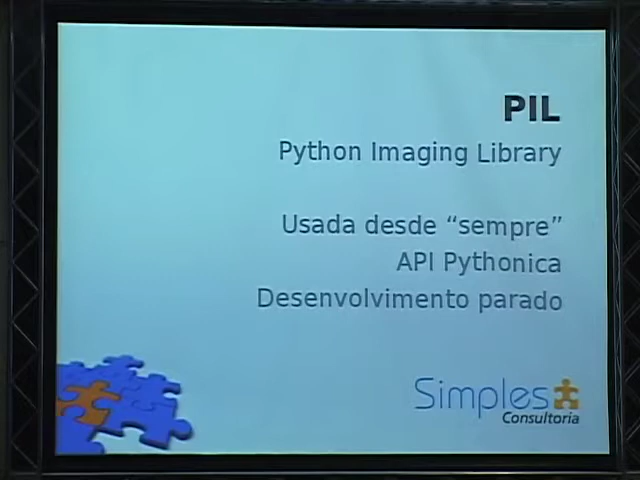 PIL
Python Imaging Library
Usada desde “sempre”
API Pythonica
Desenvolvimento parado
Simples
Consultoria